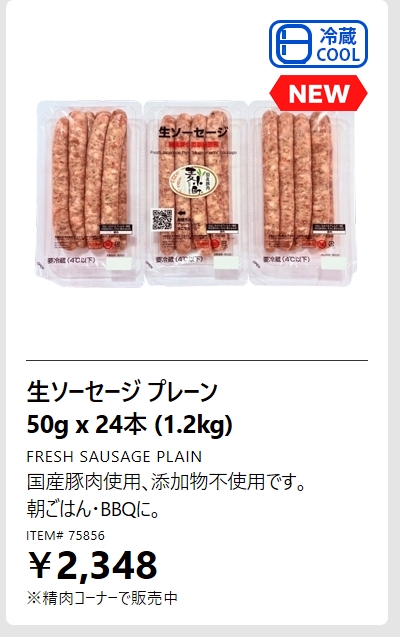 冷蔵
COOL
NEW
生ソーセージ
要冷蔵(4℃以下)
要冷蔵(4℃以下)
生ソーセージ プレーン
50g x 24本 (1.2kg)
FRESH SAUSAGE PLAIN
国産豚肉使用、添加物不使用です。
朝ごはん・BBQに。
ITEM# 75856
¥2,348
※精肉コーナーで販売中